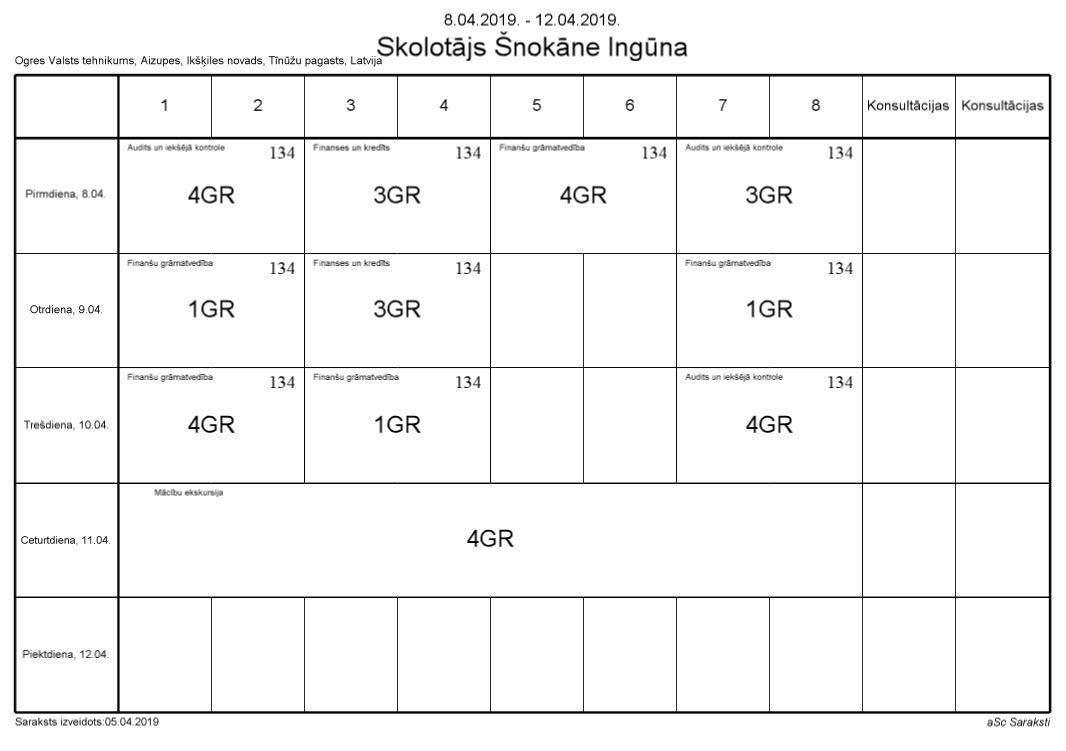 8.04.2019. - 12.04.2019.
Skolotājs Šnokāne Ingūna
Ogres Valsts tehnikums, Aizupes, Ikšķiles novads, Tīnūžu pagasts, Latvija
1 2 3 4 5 6 7 8 Konsultācijas Konsultācijas
Audits un iekšējā kontrole 134 Finanses un kredīts 134 Finanšu grāmatvedība 134 Audits un iekšējā kontrole 134
Pirmdiena, 8.04. 4GR 3GR 4GR 3GR
Finanšu grāmatvedība 134 Finanses un kredīts 134 Finanšu grāmatvedība 134
Otrdiena, 9.04. 1GR 3GR 1GR
Finanšu grāmatvedība 134 Finanšu grāmatvedība 134 Audits un iekšējā kontrole 134
Trešdiena, 10.04. 4GR 1GR 4GR
Mācību ekskursija
Ceturtdiena, 11.04. 4GR
Piektdiena, 12.04.
Saraksts izveidots:05.04.2019 aSc Saraksti